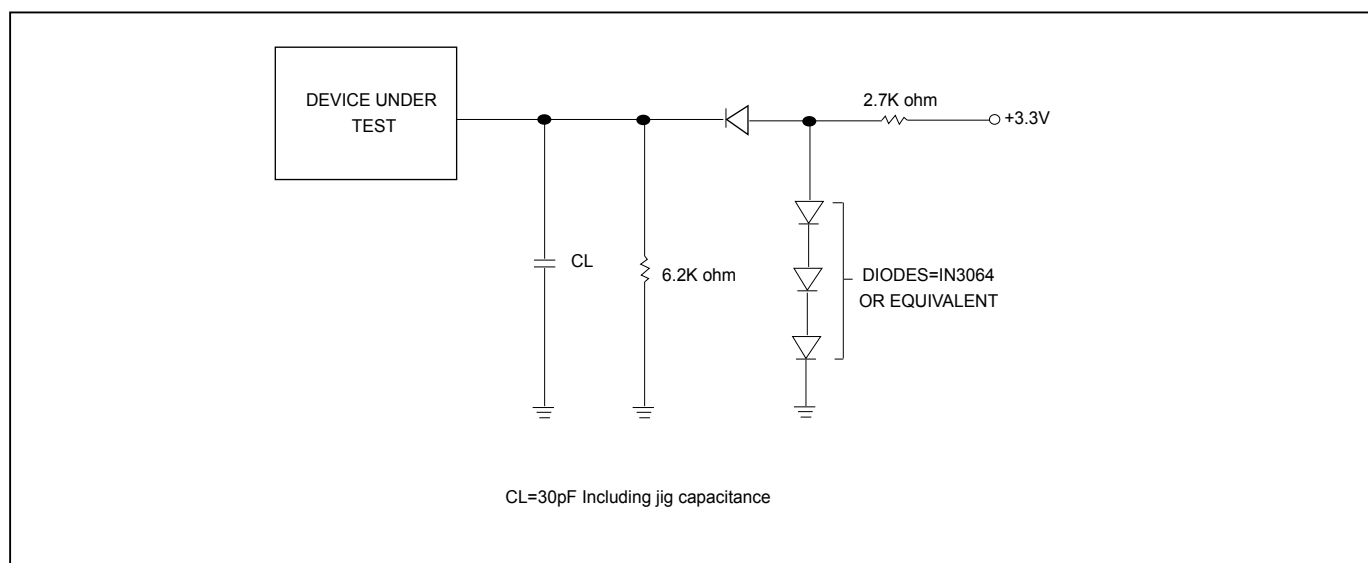 DEVICE UNDER
TEST
2.7K ohm
+3.3V
CL
6.2K ohm
DIODES=IN3064
OR EQUIVALENT
CL=30pF Including jig capacitance